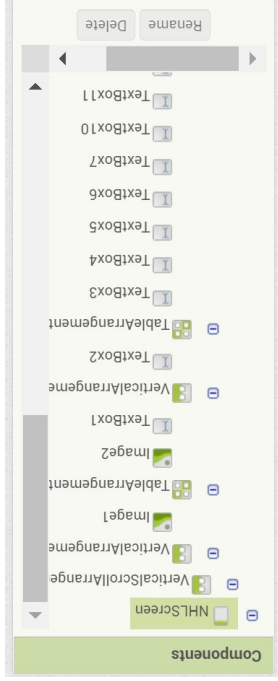 Components
NHLScreen
VerticalScrollArrange
VerticalArrangeme
Image1
TableArrangement
Image2
TextBox1
VerticalArrangeme
TextBox2
TableArrangement
TextBox3
TextBox4
TextBox5
TextBox6
TextBox7
TextBox10
TextBox11
Rename Delete